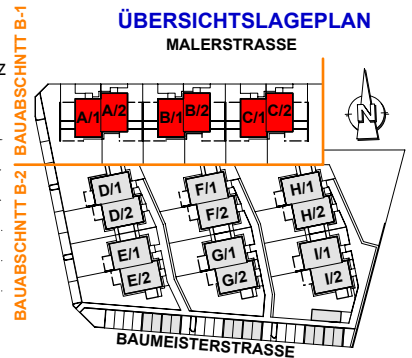 ÜBERSICHTSLAGEPLAN
MALERSTRASSE
BAUABSCHNTT B-1
Z
A/1
A/2
B/1
B/2
C/1
C/2
N
BAUABSCHNTT B-2
D/1
D/2
E/1
E/2
F/1
F/2
G/1
G/2
H/1
H/2
I/1
I/2
BAUMEISTERSTRASSE